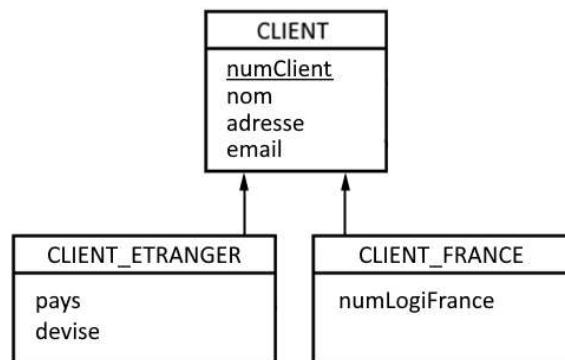 CLIENT
numClient
nom
adresse
email
CLIENT_ETRANGER
pays
devise
CLIENT_FRANCE
numLogiFrance